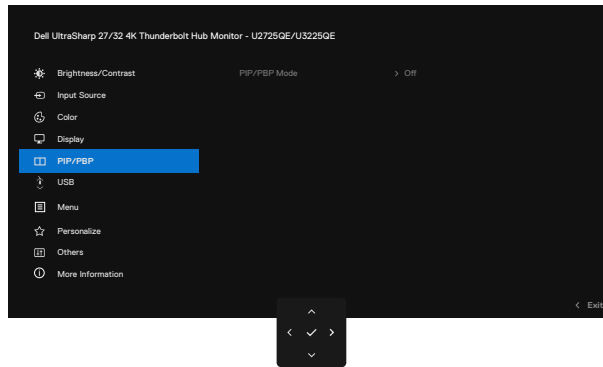 Dell UltraSharp 27/32 4K Thunderbolt Hub Monitor - U2725QE/U3225QE
Brightness/Contrast
PIP/PBP Mode
Off
Input Source
Color
Display
PIP/PBP
USB
Menu
Personalize
Others
More Information
Exit